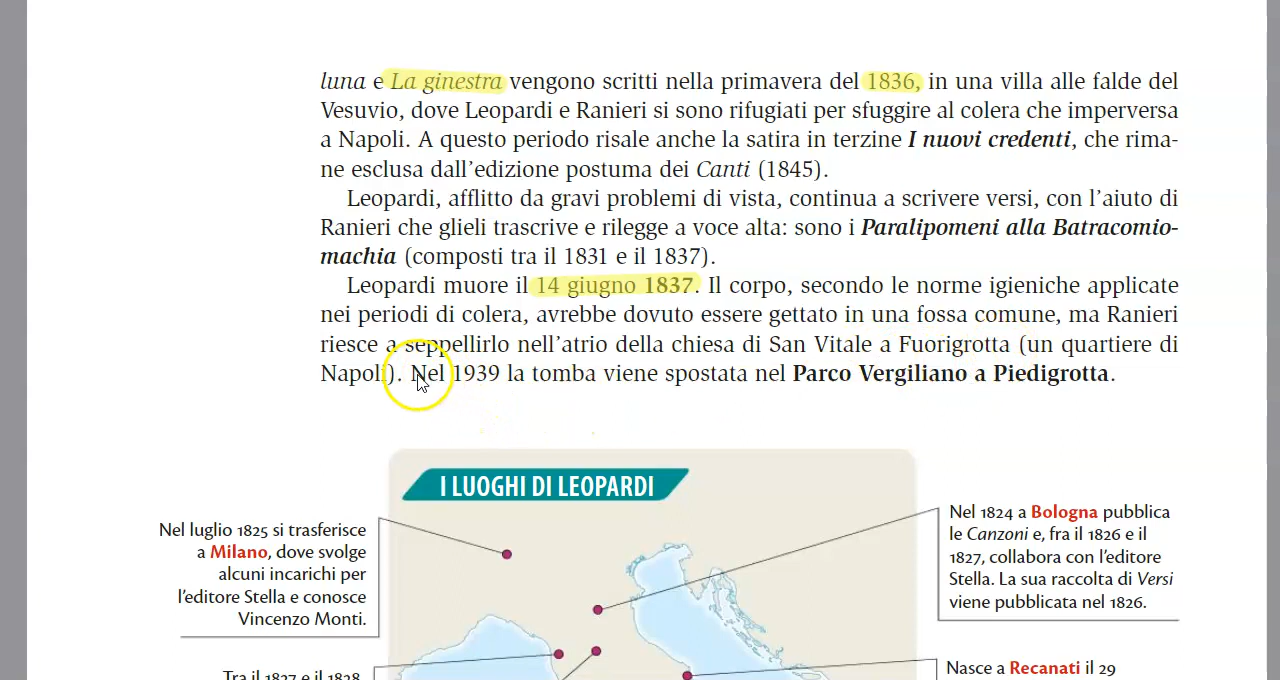 luna e La ginestra vengono scritti nella primavera del 1836, in una villa alle falde del
Vesuvio, dove Leopardi e Ranieri si sono rifugiati per sfuggire al colera che imperversa
a Napoli. A questo periodo risale anche la satira in terzine I nuovi credenti, che rima-
ne esclusa dall'edizione postuma dei Canti (1845).
Leopardi, afflitto da gravi problemi di vista, continua a scrivere versi, con l'aiuto di
Ranieri che glieli trascrive e rilegge a voce alta: sono i Paralipomeni alla Batracomio-
machia (composti tra il 1831 e il 1837).
Leopardi muore il 14 giugno 1837. Il corpo, secondo le norme igieniche applicate
nei periodi di colera, avrebbe dovuto essere gettato in una fossa comune, ma Ranieri
riesce a seppellirlo nell'atrio della chiesa di San Vitale a Fuorigrotta (un quartiere di
Napoli). Nel 1939 la tomba viene spostata nel Parco Vergiliano a Piedigrotta.
I LUOGHI DI LEOPARDI
Nel luglio 1825 si trasferisce
a Milano, dove svolge
alcuni incarichi per
l'editore Stella e conosce
Vincenzo Monti.
Tra il 1827 e il 1828
Nel 1824 a Bologna pubblica
le Canzoni e, fra il 1826 e il
1827, collabora con l'editore
Stella. La sua raccolta di Versi
viene pubblicata nel 1826.
Nasce a Recanati il 29